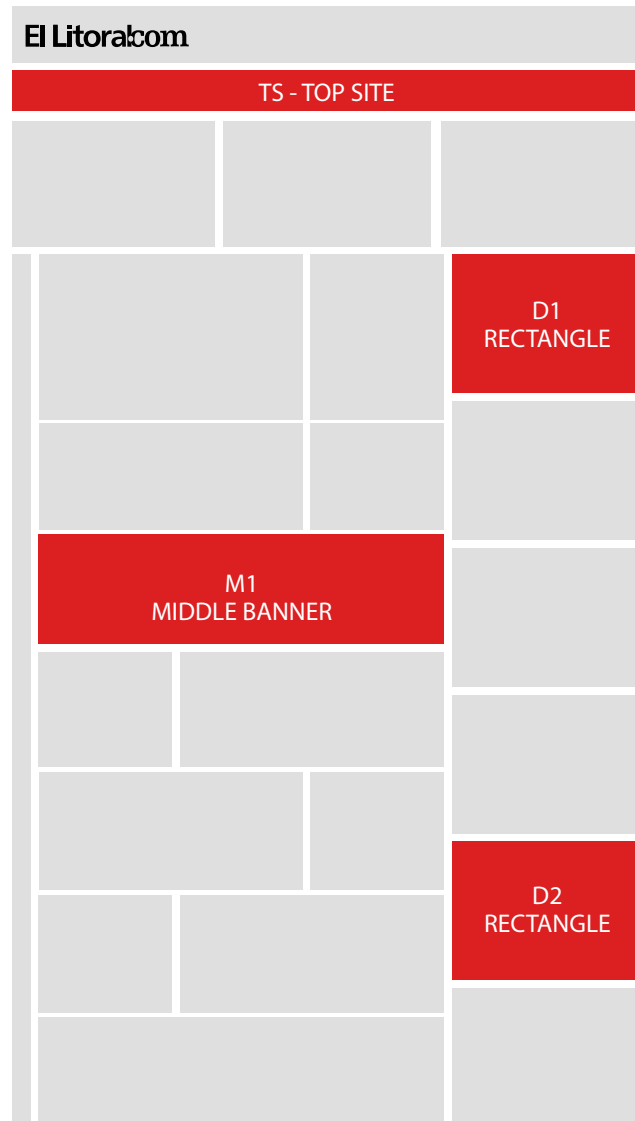 El Litoral.com
TS - TOP SITE
D1
RECTANGLE
M1
MIDDLE BANNER
D2
RECTANGLE